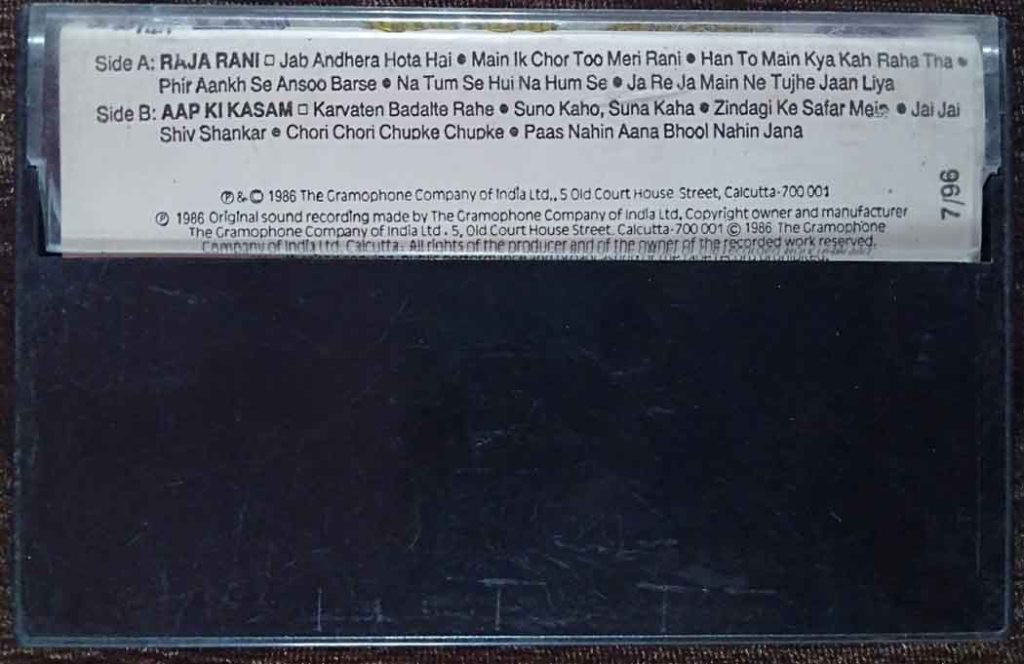 Side A: RAJA RANI □ Jab Andhera Hota Hai ● Main Ik Chor Too Meri Rani ● Han To Main Kya Kah Raha Tha ●
Phir Aankh Se Ansoo Barse ● Na Tum Se Hui Na Hum Se ● Ja Re Ja Main Ne Tujhe Jaan Liya
Side B: AAP KI KASAM □ Karvaten Badalte Rahe ● Suno Kaho, Suna Kaha ● Zindagi Ke Safar Mein ● Jai Jai
Shiv Shankar ● Chori Chori Chupke Chupke ● Paas Nahin Aana Bhool Nahin Jana
℗ & © 1986 The Gramophone Company of India Ltd., 5 Old Court House Street, Calcutta-700 001
℗ 1986 Original sound recording made by The Gramophone Company of India Ltd, Copyright owner and manufacturer
The Gramophone Company of India Ltd. 5, Old Court House Street. Calcutta-700 001 © 1986 The Gramophone
Company of India Ltd. Calcutta. All rights of the producer and of the owner of the recorded work reserved.
7/96